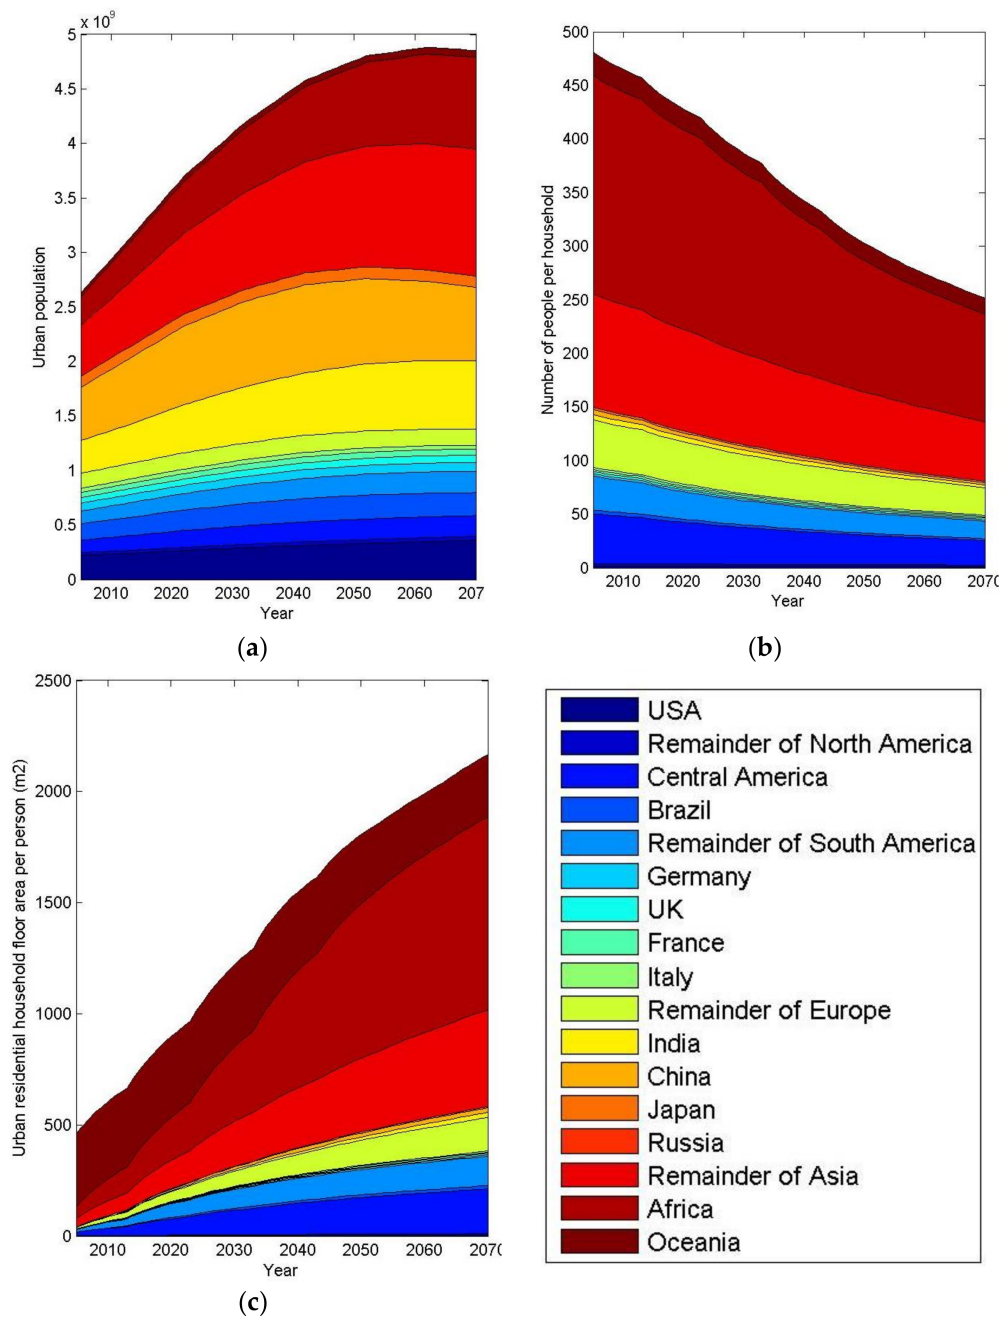 x 10^9
5
4.5
4
3.5
3
2.5
2
1.5
1
0.5
0
Urban population
2010 2020 2030 2040 2050 2060 207
Year
(a)
500
450
400
350
300
250
200
150
100
50
0
Number of people per household
2010 2020 2030 2040 2050 2060 2070
Year
(b)
2500
2000
1500
1000
500
0
Urban residential household floor area per person (m2)
2010 2020 2030 2040 2050 2060 2070
Year
(c)
USA
Remainder of North America
Central America
Brazil
Remainder of South America
Germany
UK
France
Italy
Remainder of Europe
India
China
Japan
Russia
Remainder of Asia
Africa
Oceania